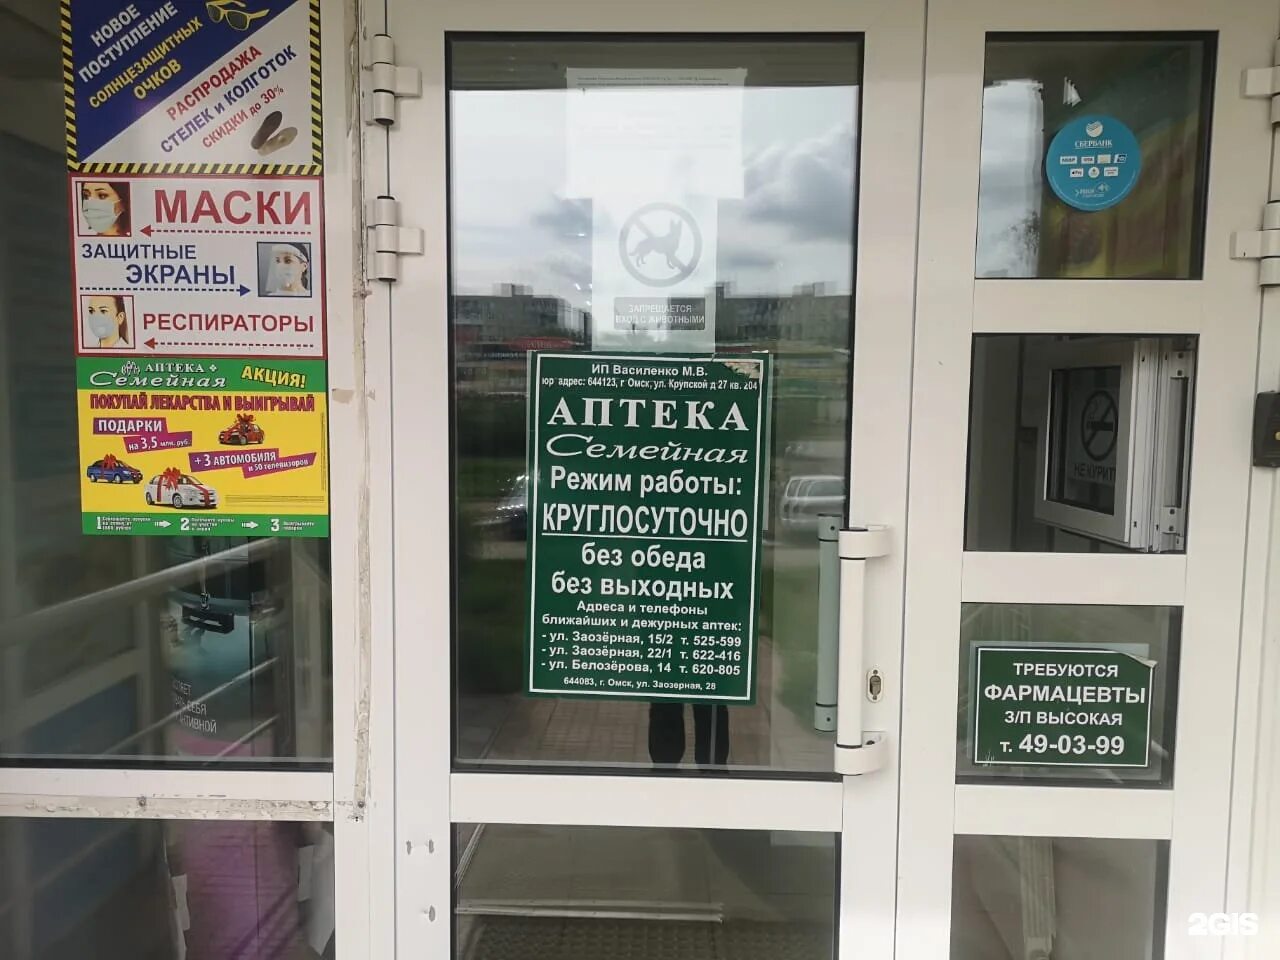 НОВОЕ
ПОСТУПЛЕНИЕ
СОЛНЦЕЗАЩИТНЫХ
ОЧКОВ
РАСПРОДАЖА
СТЕЛЕК и КОЛГОТОК
СКИДКИ до 30%
МАСКИ
ЗАЩИТНЫЕ
ЭКРАНЫ
РЕСПИРАТОРЫ
АПТЕКА
Семейная
АКЦИЯ!
ПОКУПАЙ ЛЕКАРСТВА И ВЫИГРЫВАЙ
ПОДАРКИ
на 3,5 млн. руб.
+ 3 АВТОМОБИЛЯ
и 50 телевизоров
1
2
3
ЗАПРЕЩАЕТСЯ
ВХОД С ЖИВОТНЫМИ
ИП Василенко М.В.
юр адрес: 644123, г Омск, ул. Крупской д 27 кв. 204
АПТЕКА
Семейная
Режим работы:
КРУГЛОСУТОЧНО
без обеда
без выходных
Адреса и телефоны
ближайших и дежурных аптек:
- ул. Заозёрная, 15/2 т. 525-599
- ул. Заозёрная, 22/1 т. 622-416
- ул. Белозёрова, 14 т. 620-805
644083, г. Омск, ул. Заозерная, 28
СБЕРБАНК
НЕ КУРИТЬ
ТРЕБУЮТСЯ
ФАРМАЦЕВТЫ
З/П ВЫСОКАЯ
т. 49-03-99
2GIS